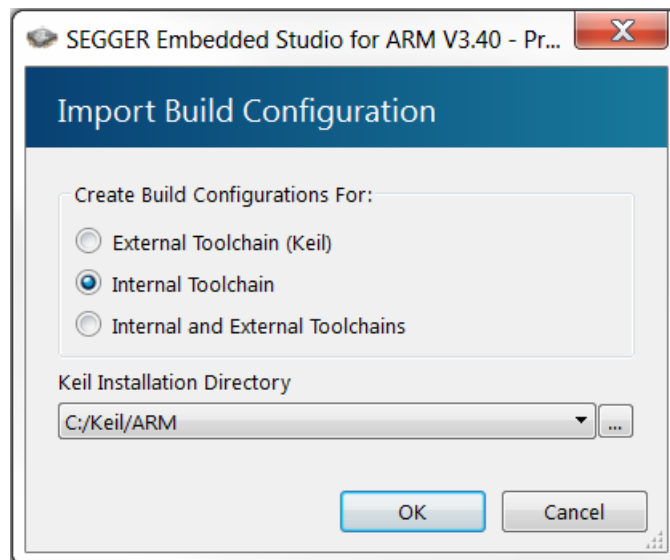 SEGGER Embedded Studio for ARM V3.40 - Pr...
Import Build Configuration
Create Build Configurations For:
External Toolchain (Keil)
Internal Toolchain
Internal and External Toolchains
Keil Installation Directory
C:/Keil/ARM
...
OK
Cancel